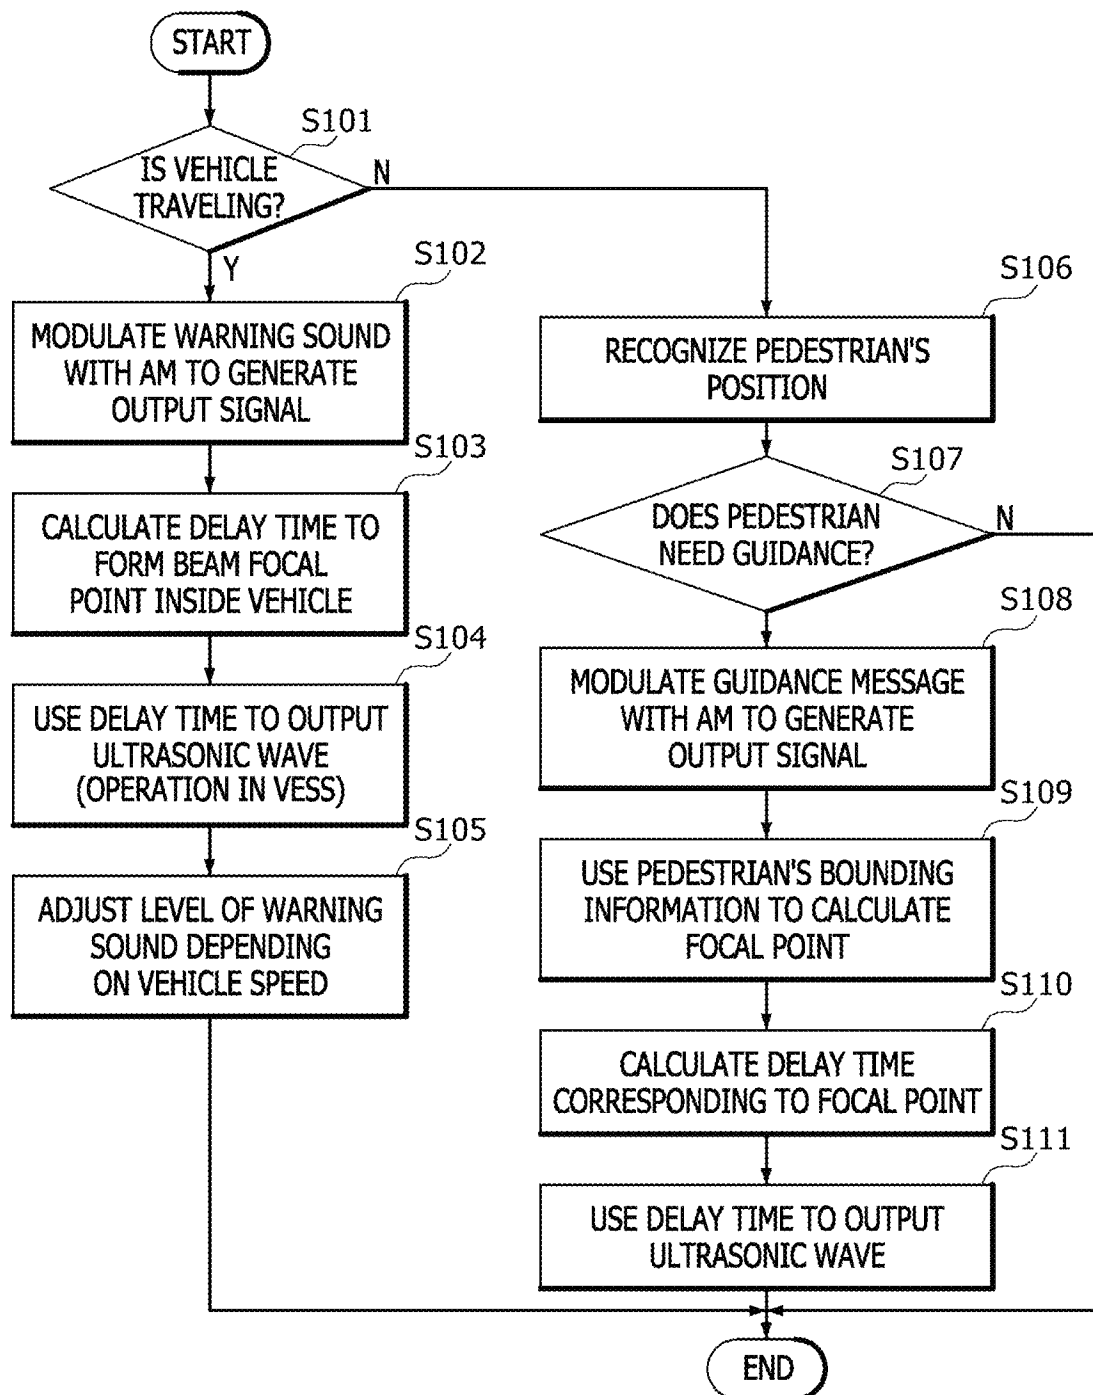 START
S101
IS VEHICLE
TRAVELING?
N
Y
S102
MODULATE WARNING SOUND
WITH AM TO GENERATE
OUTPUT SIGNAL
S103
CALCULATE DELAY TIME TO
FORM BEAM FOCAL
POINT INSIDE VEHICLE
S104
USE DELAY TIME TO OUTPUT
ULTRASONIC WAVE
(OPERATION IN VESS)
S105
ADJUST LEVEL OF WARNING
SOUND DEPENDING
ON VEHICLE SPEED
S106
RECOGNIZE PEDESTRIAN'S
POSITION
S107
DOES PEDESTRIAN
NEED GUIDANCE?
N
S108
MODULATE GUIDANCE MESSAGE
WITH AM TO GENERATE
OUTPUT SIGNAL
S109
USE PEDESTRIAN'S BOUNDING
INFORMATION TO CALCULATE
FOCAL POINT
S110
CALCULATE DELAY TIME
CORRESPONDING TO FOCAL POINT
S111
USE DELAY TIME TO OUTPUT
ULTRASONIC WAVE
END